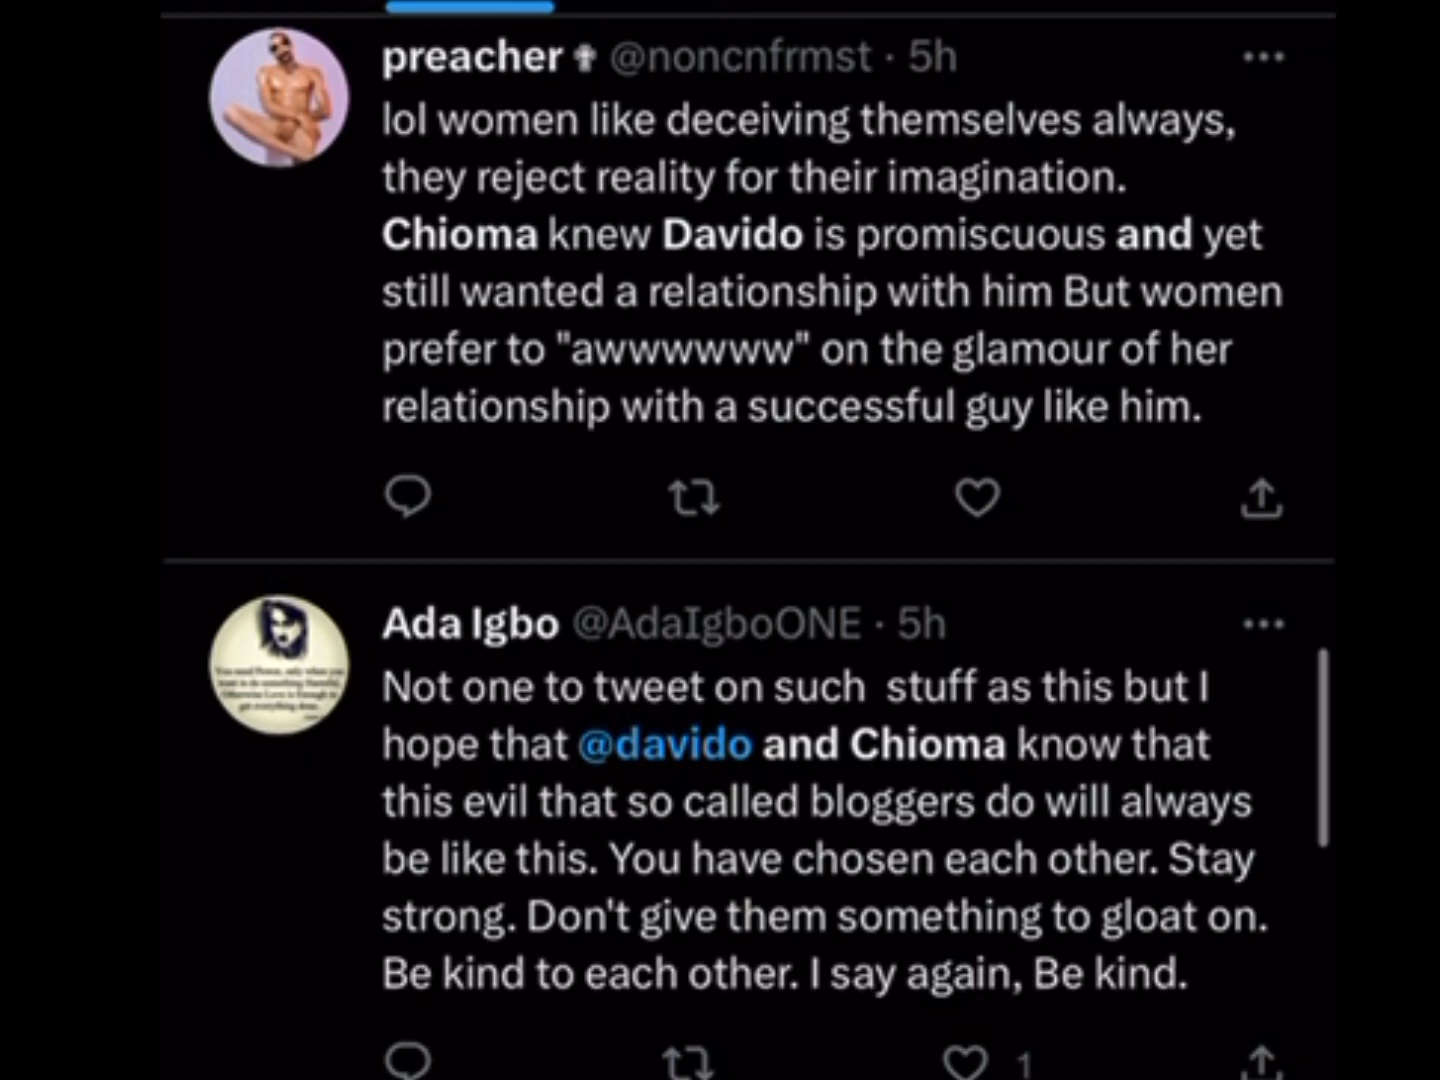 preacher ✟ @noncnfrmst · 5h
lol women like deceiving themselves always,
they reject reality for their imagination.
Chioma knew Davido is promiscuous and yet
still wanted a relationship with him But women
prefer to "awwwwww" on the glamour of her
relationship with a successful guy like him.
Ada Igbo @AdaIgboONE · 5h
Not one to tweet on such  stuff as this but I
hope that @davido and Chioma know that
this evil that so called bloggers do will always
be like this. You have chosen each other. Stay
strong. Don't give them something to gloat on.
Be kind to each other. I say again, Be kind.
1